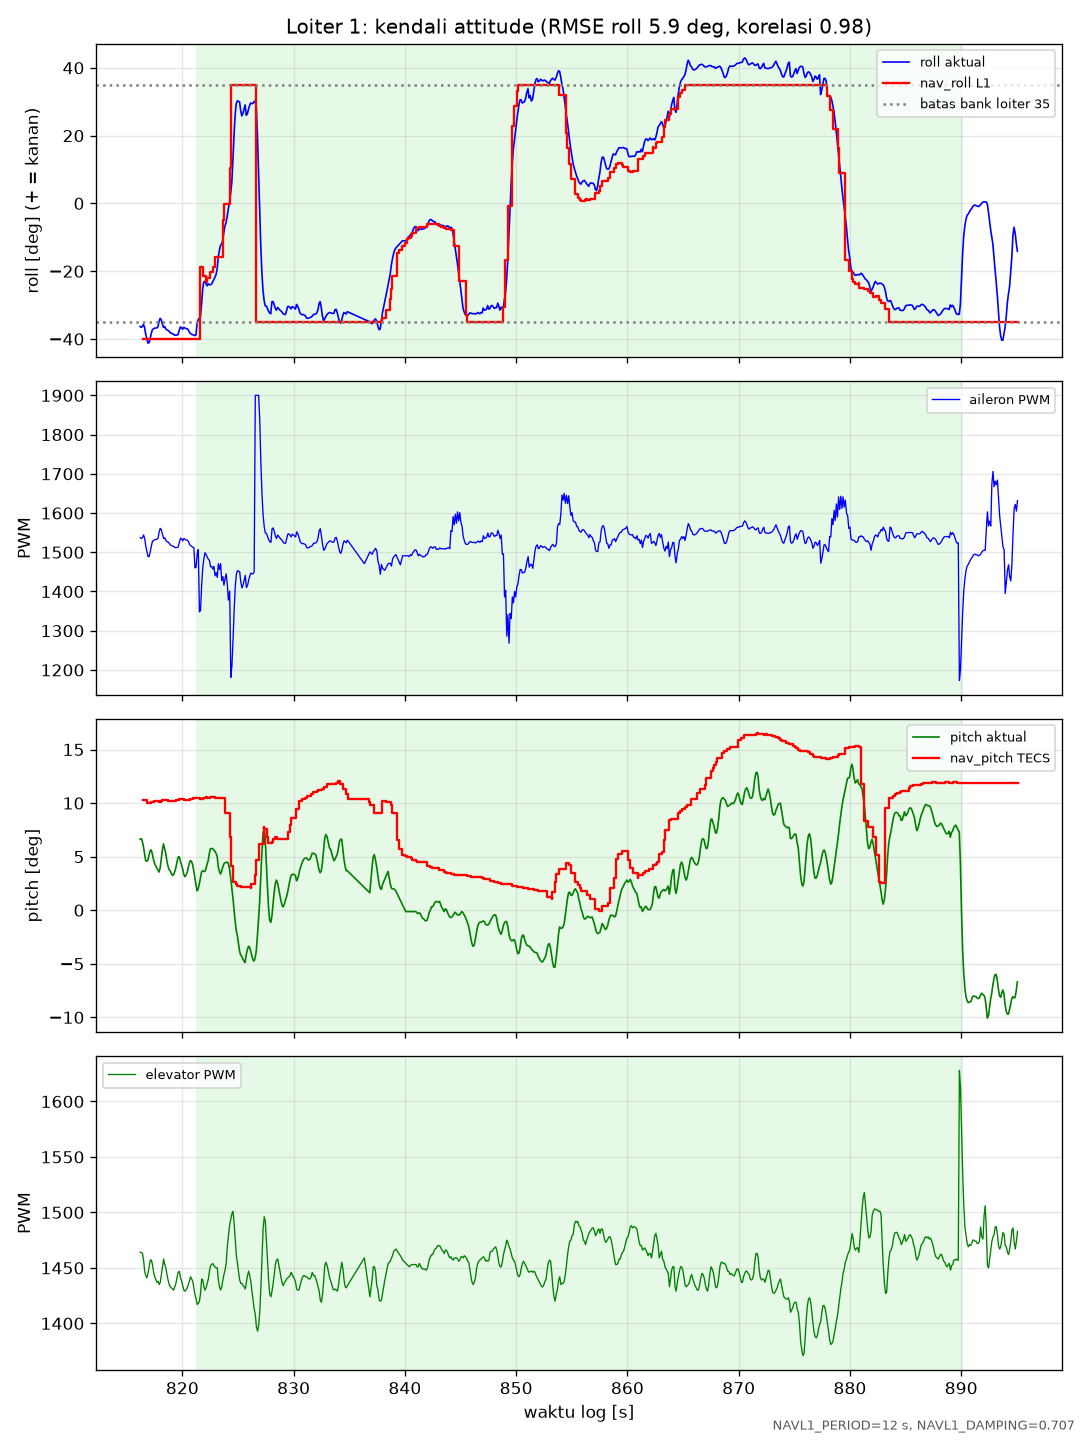 Loiter 1: kendali attitude (RMSE roll 5.9 deg, korelasi 0.98)
roll [deg] (+ = kanan)
40
20
0
−20
−40
roll aktual
nav_roll L1
batas bank loiter 35
PWM
1900
1800
1700
1600
1500
1400
1300
1200
aileron PWM
pitch [deg]
15
10
5
0
−5
−10
pitch aktual
nav_pitch TECS
PWM
1600
1550
1500
1450
1400
elevator PWM
820 830 840 850 860 870 880 890
waktu log [s]
NAVL1_PERIOD=12 s, NAVL1_DAMPING=0.707